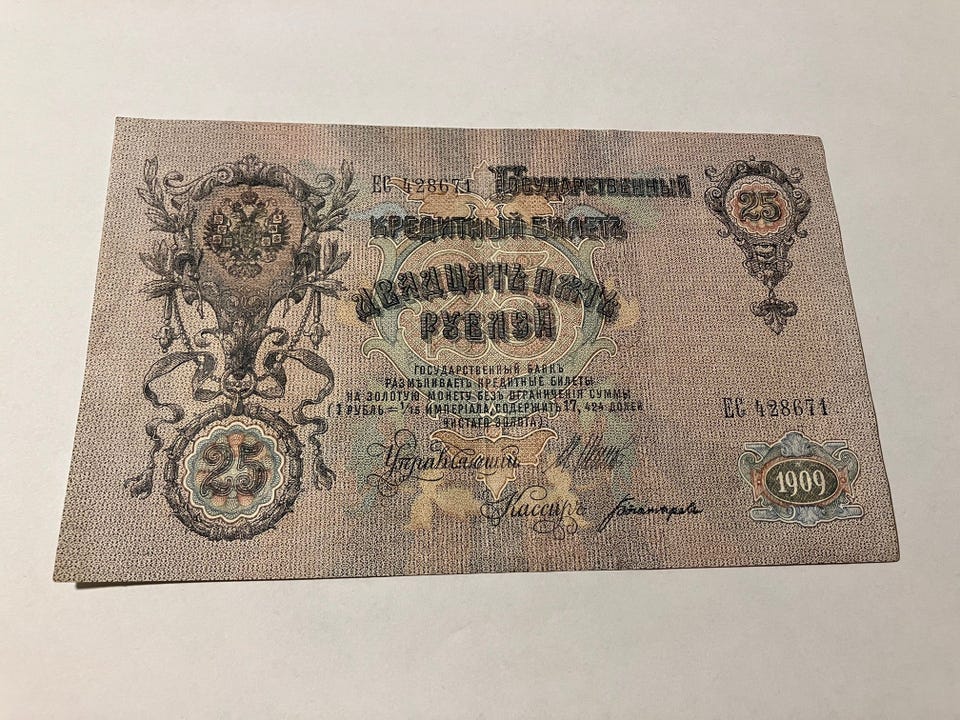 ЕС 428671 Государственный
Кредитный Билетъ
Двадцать пять
рублей
25
25
Государственный банкъ
размѣниваетъ кредитные билеты
на золотую монету безъ ограниченія суммы
(1 рубль = 1/15 имперіала, содержитъ 17,424 долей
чистаго золота)
ЕС 428671
Управляющій
Кассиръ
25
1909